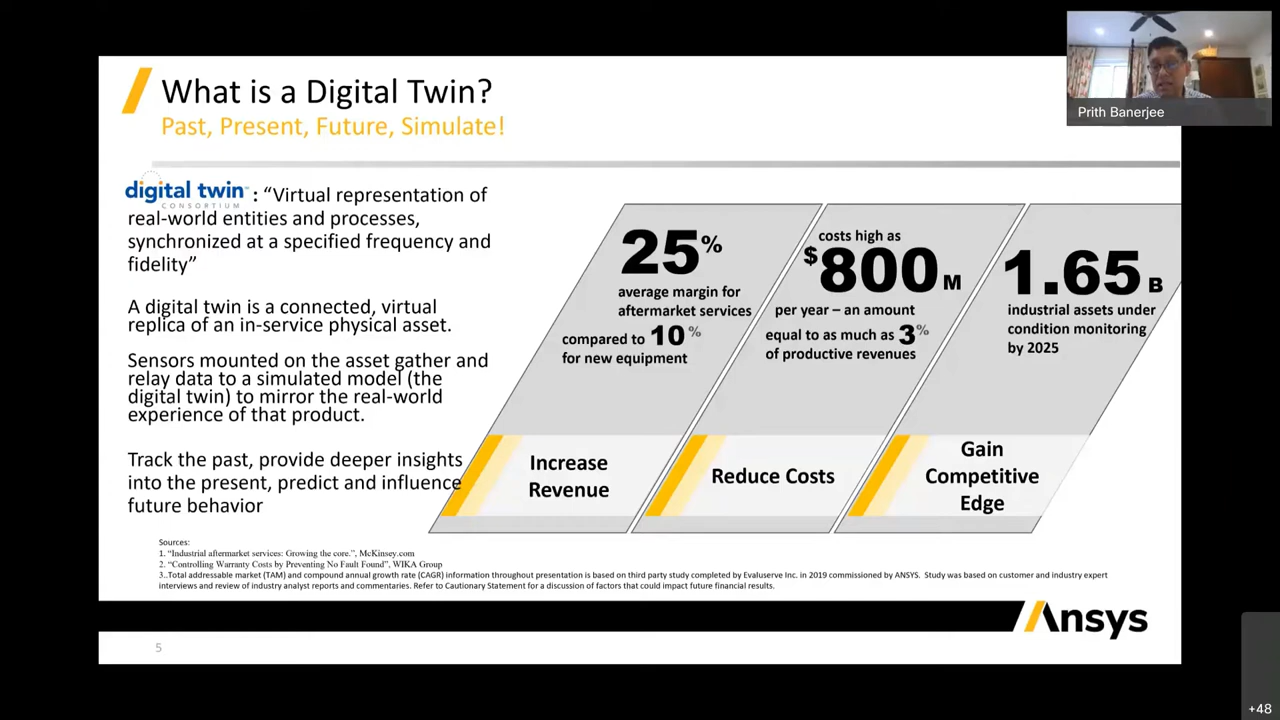 What is a Digital Twin?
Past, Present, Future, Simulate!
Prith Banerjee
digital twin™ : “Virtual representation of
CONSORTIUM
real-world entities and processes,
synchronized at a specified frequency and
fidelity”
A digital twin is a connected, virtual
replica of an in-service physical asset.
Sensors mounted on the asset gather and
relay data to a simulated model (the
digital twin) to mirror the real-world
experience of that product.
Track the past, provide deeper insights
into the present, predict and influence
future behavior
25%
average margin for
aftermarket services
compared to 10%
for new equipment
Increase
Revenue
costs high as
$800M
per year – an amount
equal to as much as 3%
of productive revenues
Reduce Costs
1.65 B
industrial assets under
condition monitoring
by 2025
Gain
Competitive
Edge
Sources:
1. “Industrial aftermarket services: Growing the core.”, McKinsey.com
2. “Controlling Warranty Costs by Preventing No Fault Found”, WIKA Group
3..Total addressable market (TAM) and compound annual growth rate (CAGR) information throughout presentation is based on third party study completed by Evaluserve Inc. in 2019 commissioned by ANSYS. Study was based on customer and industry expert
interviews and review of industry analyst reports and commentaries. Refer to Cautionary Statement for a discussion of factors that could impact future financial results.
Ansys
5
+48